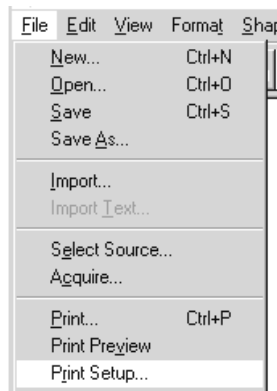 File Edit View Format Shap
New... Ctrl+N
Open... Ctrl+O
Save Ctrl+S
Save As...
Import...
Import Text...
Select Source...
Acquire...
Print... Ctrl+P
Print Preview
Print Setup...